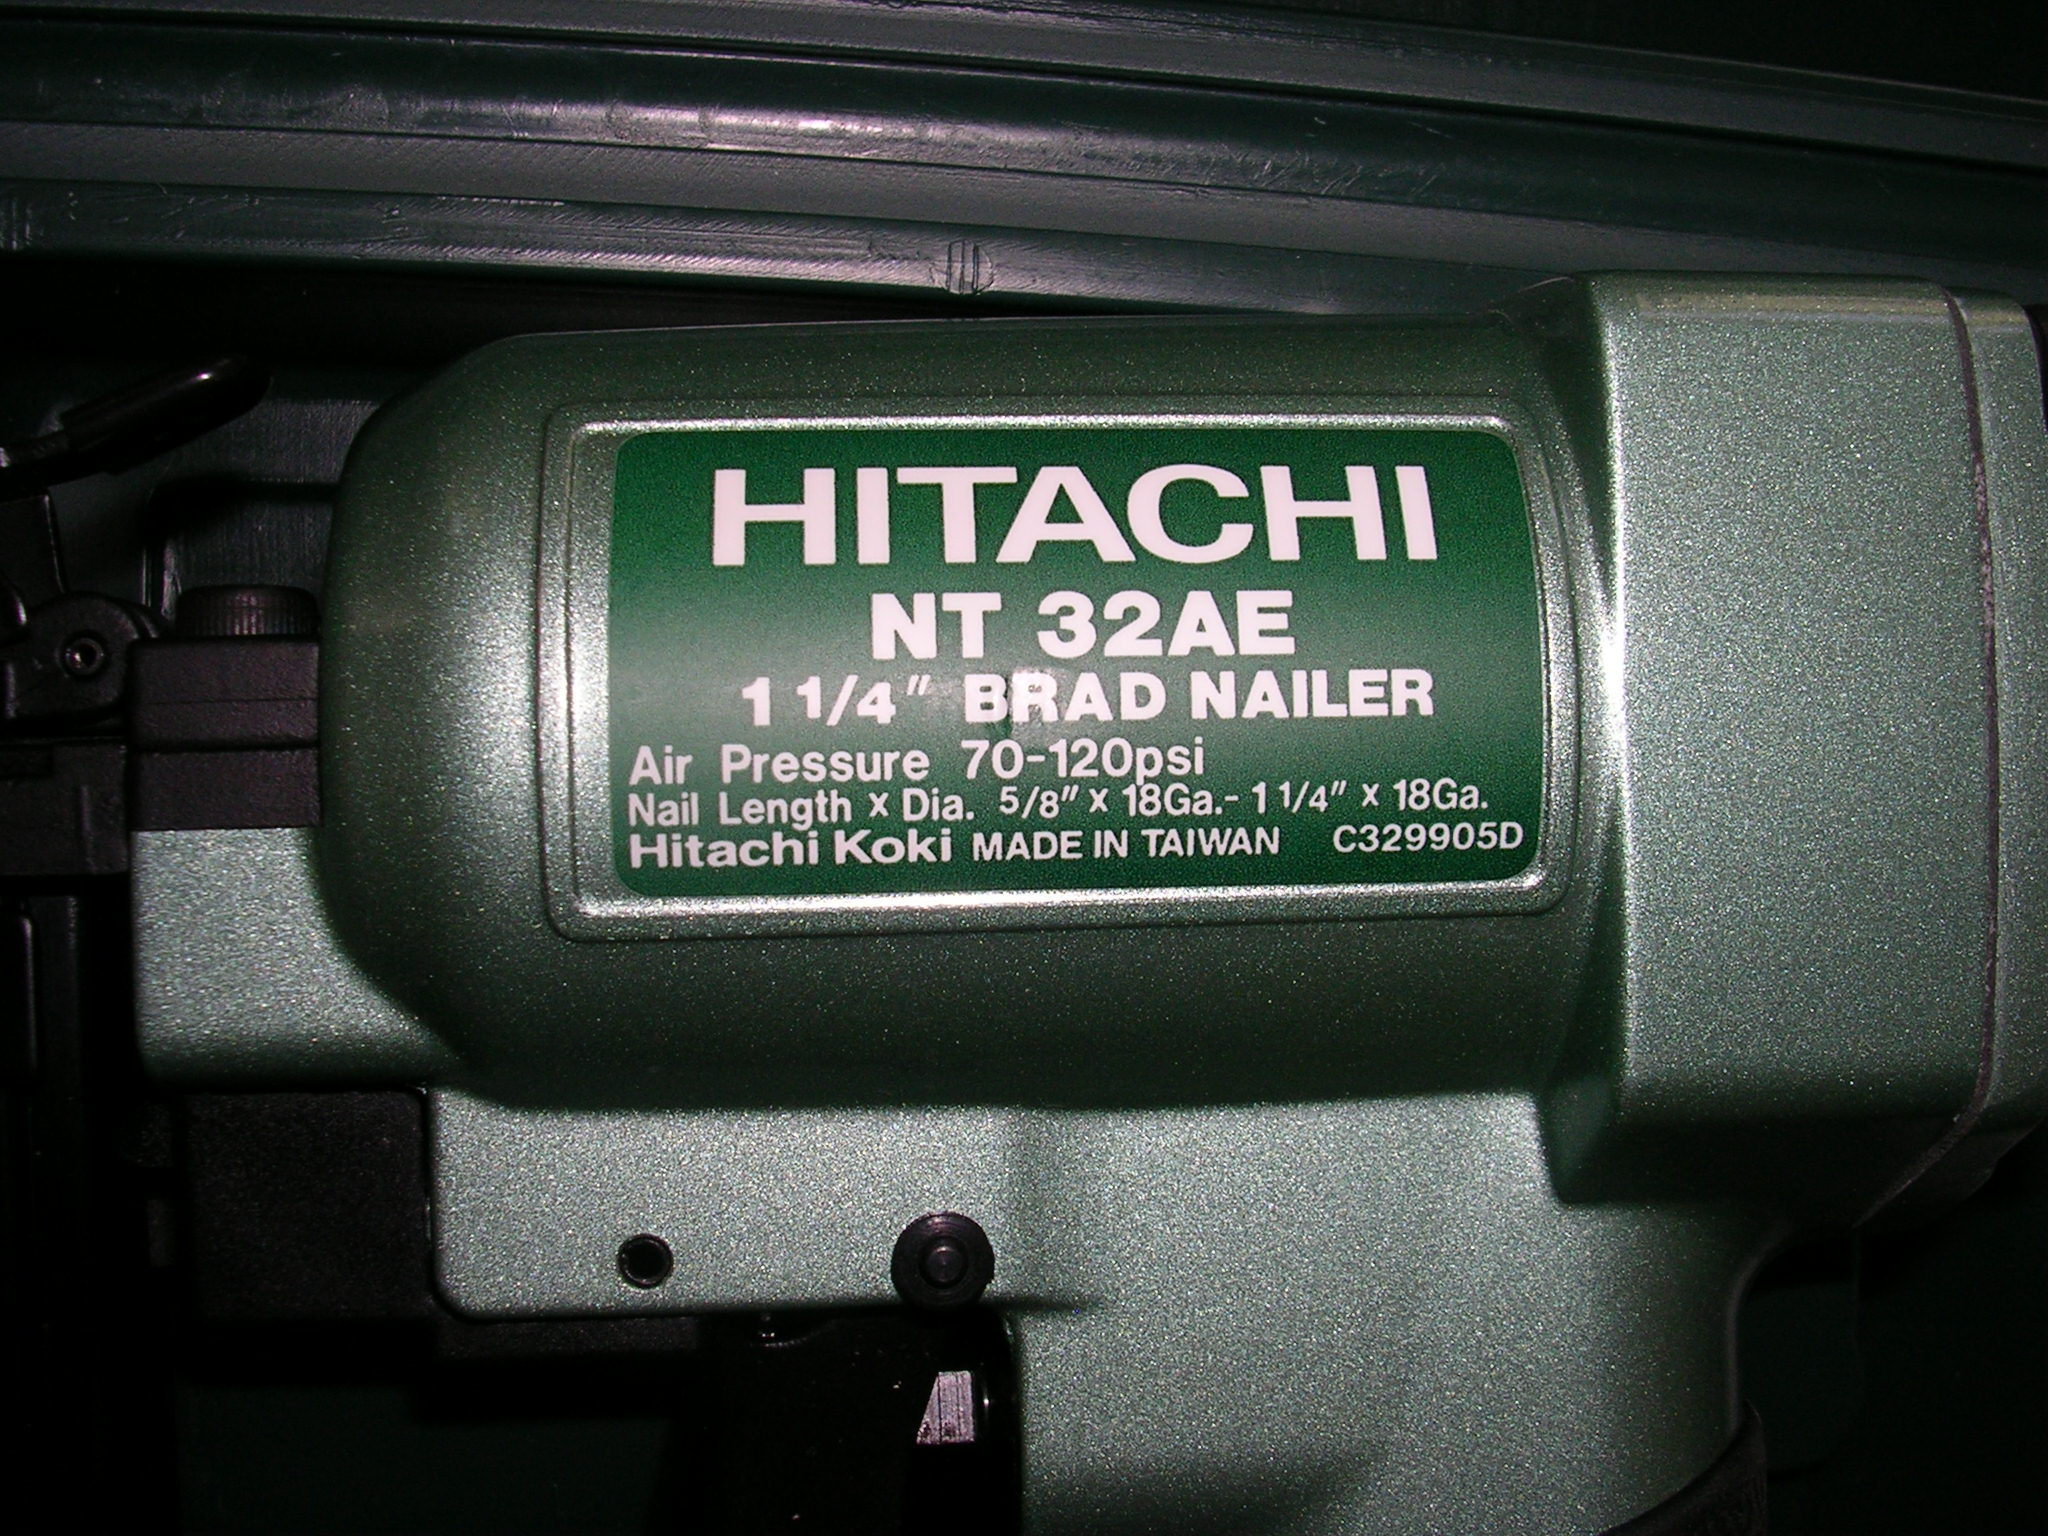 HITACHI
NT 32AE
1 1/4" BRAD NAILER
Air Pressure 70-120psi
Nail Length x Dia. 5/8" x 18Ga.- 1 1/4" x 18Ga.
Hitachi Koki MADE IN TAIWAN C329905D